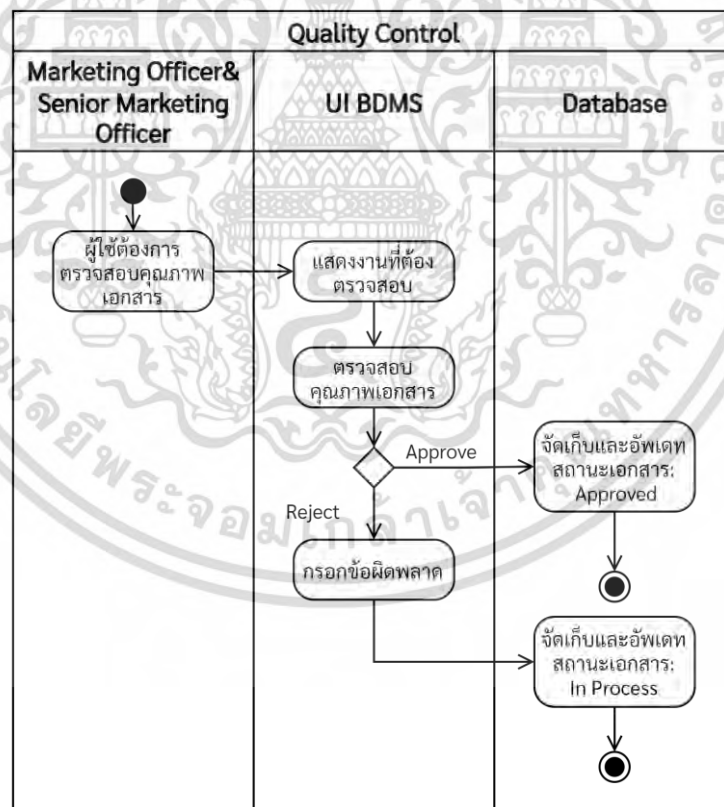 Quality Control
Marketing Officer&
Senior Marketing
Officer
UI BDMS
Database
ผู้ใช้ต้องการ
ตรวจสอบคุณภาพ
เอกสาร
แสดงงานที่ต้อง
ตรวจสอบ
ตรวจสอบ
คุณภาพเอกสาร
Approve
จัดเก็บและอัพเดท
สถานะเอกสาร:
Approved
Reject
กรอกข้อผิดพลาด
จัดเก็บและอัพเดท
สถานะเอกสาร:
In Process